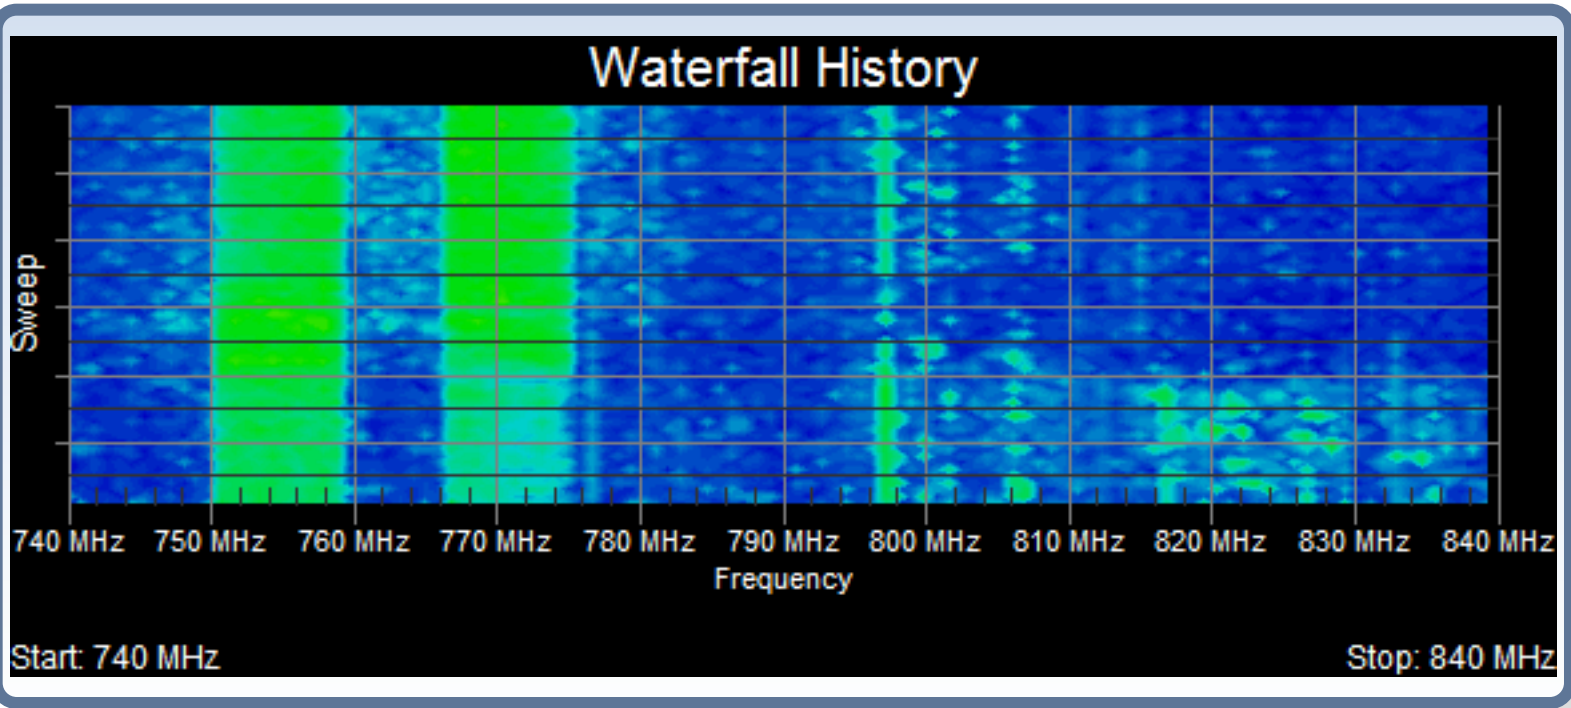 Waterfall History
Sweep
740 MHz 750 MHz 760 MHz 770 MHz 780 MHz 790 MHz 800 MHz 810 MHz 820 MHz 830 MHz 840 MHz
Frequency
Start: 740 MHz Stop: 840 MHz